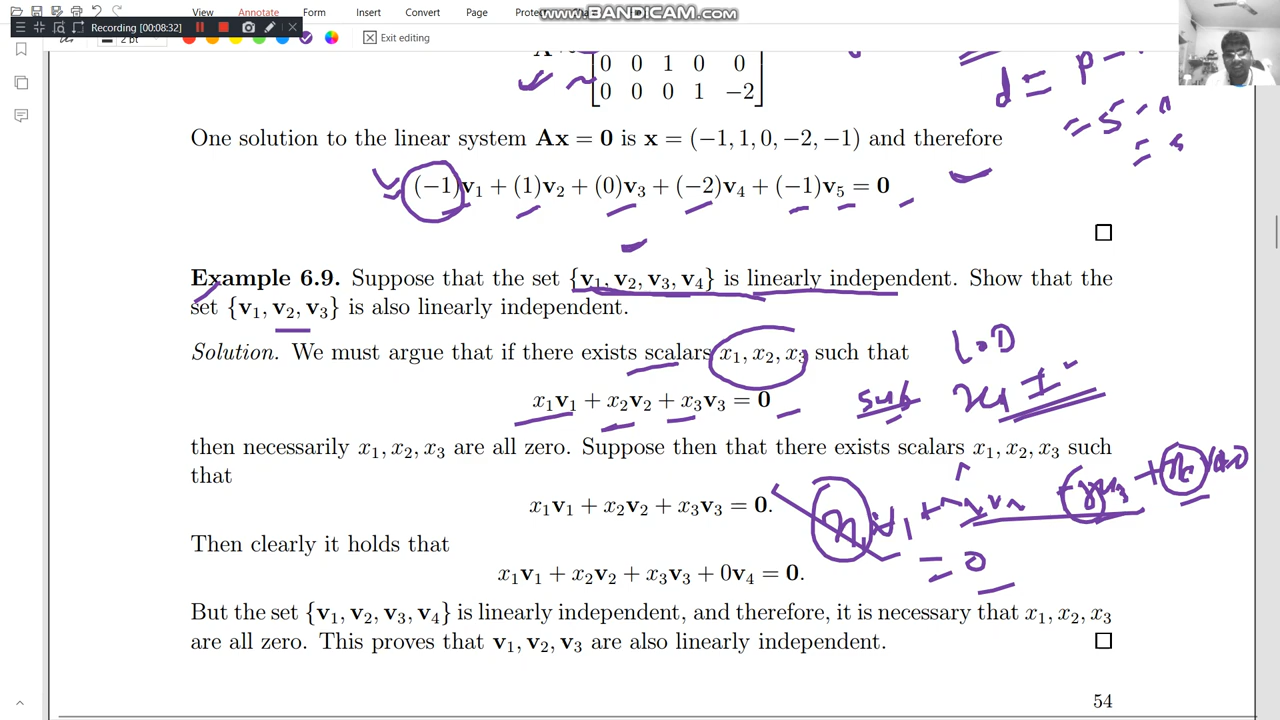 www.BANDICAM.com
View Annotate Form Insert Convert Page
Recording [00:08:32]
2 pt Exit editing
0 0 1 0 0
0 0 0 1 −2
d = p −
= 5 −
One solution to the linear system Ax = 0 is x = (−1, 1, 0, −2, −1) and therefore
(−1)v₁ + (1)v₂ + (0)v₃ + (−2)v₄ + (−1)v₅ = 0
Example 6.9. Suppose that the set {v₁, v₂, v₃, v₄} is linearly independent. Show that the
set {v₁, v₂, v₃} is also linearly independent.
Solution. We must argue that if there exists scalars x₁, x₂, x₃ such that
x₁v₁ + x₂v₂ + x₃v₃ = 0
sub
then necessarily x₁, x₂, x₃ are all zero. Suppose then that there exists scalars x₁, x₂, x₃ such
that
x₁v₁ + x₂v₂ + x₃v₃ = 0.
= 0
Then clearly it holds that
x₁v₁ + x₂v₂ + x₃v₃ + 0v₄ = 0.
But the set {v₁, v₂, v₃, v₄} is linearly independent, and therefore, it is necessary that x₁, x₂, x₃
are all zero. This proves that v₁, v₂, v₃ are also linearly independent.
54